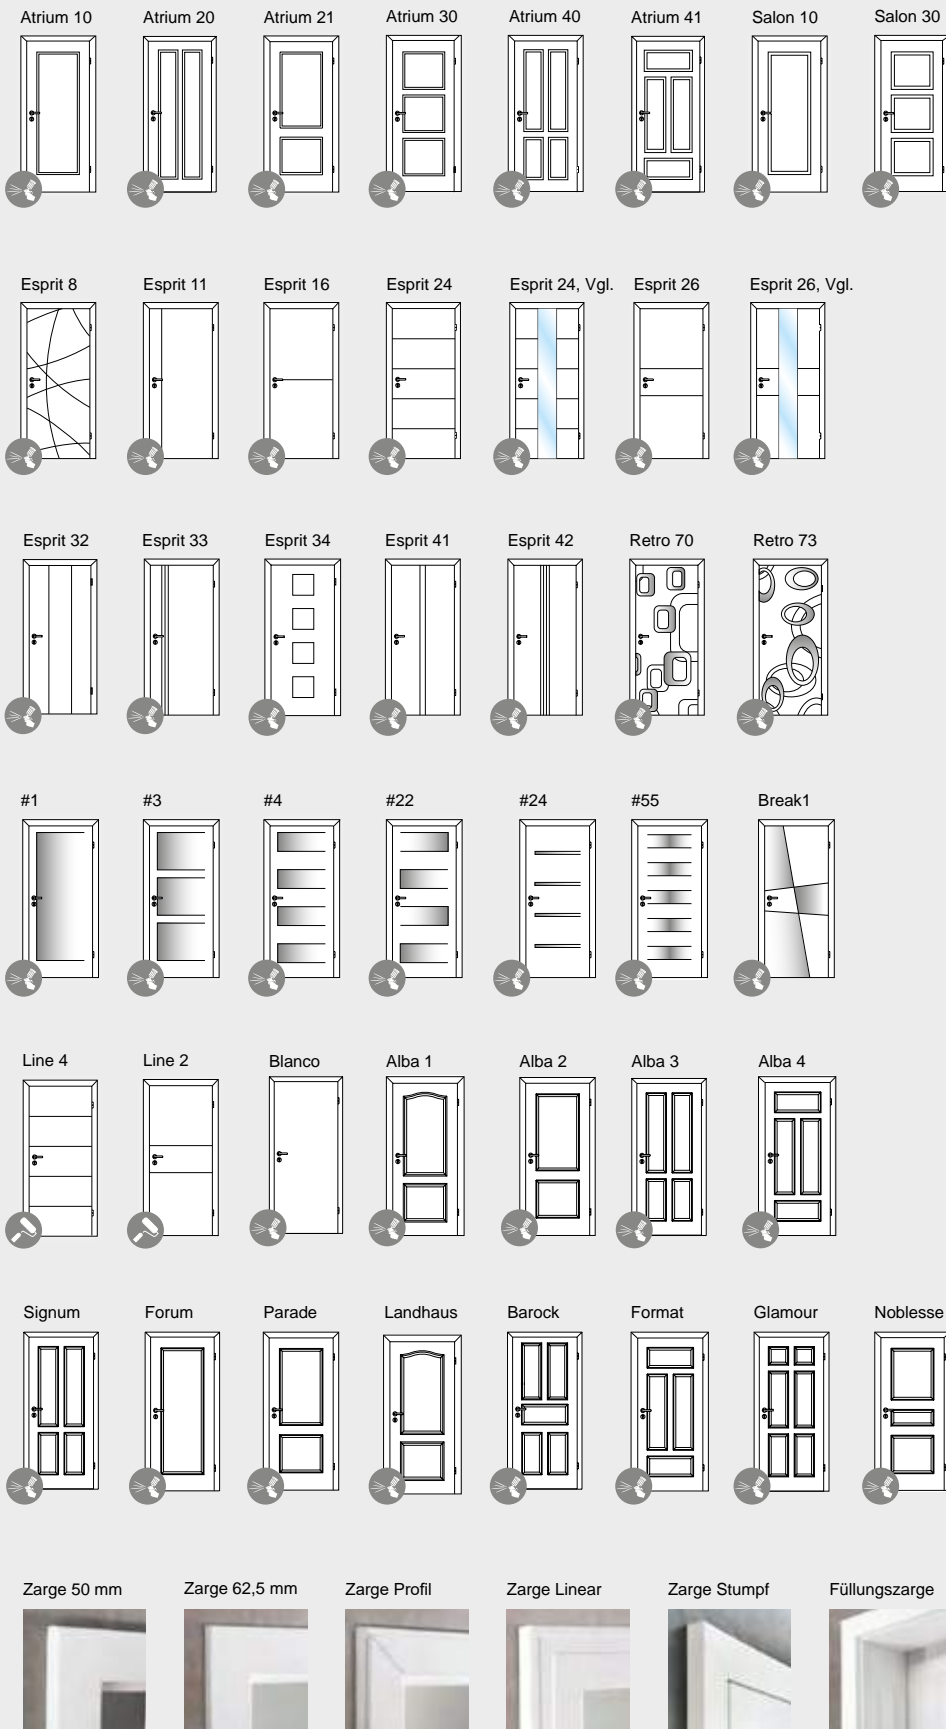 Atrium 10 Atrium 20 Atrium 21 Atrium 30 Atrium 40 Atrium 41 Salon 10 Salon 30
Esprit 8 Esprit 11 Esprit 16 Esprit 24 Esprit 24, Vgl. Esprit 26 Esprit 26, Vgl.
Esprit 32 Esprit 33 Esprit 34 Esprit 41 Esprit 42 Retro 70 Retro 73
#1 #3 #4 #22 #24 #55 Break1
Line 4 Line 2 Blanco Alba 1 Alba 2 Alba 3 Alba 4
Signum Forum Parade Landhaus Barock Format Glamour Noblesse
Zarge 50 mm Zarge 62,5 mm Zarge Profil Zarge Linear Zarge Stumpf Füllungszarge